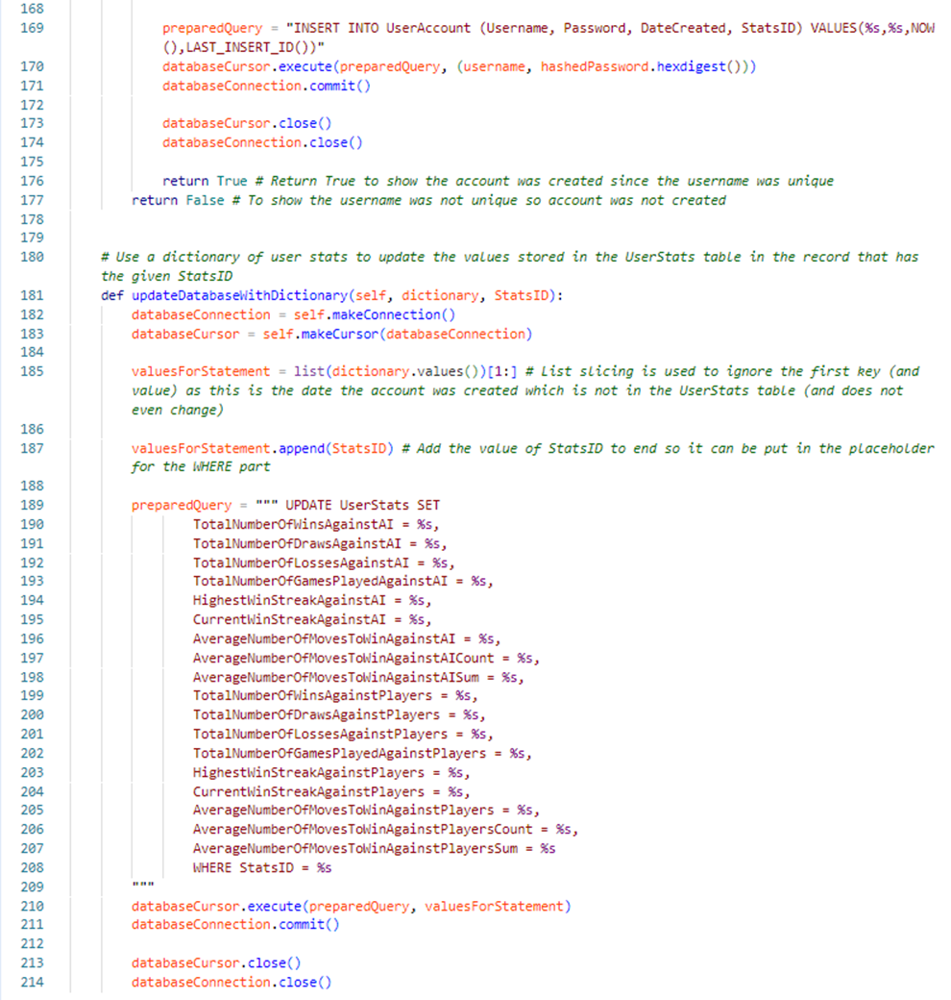 168
169 preparedQuery = "INSERT INTO UserAccount (Username, Password, DateCreated, StatsID) VALUES(%s,%s,NOW
(),LAST_INSERT_ID())"
170 databaseCursor.execute(preparedQuery, (username, hashedPassword.hexdigest()))
171 databaseConnection.commit()
172
173 databaseCursor.close()
174 databaseConnection.close()
175
176 return True # Return True to show the account was created since the username was unique
177 return False # To show the username was not unique so account was not created
178
179
180 # Use a dictionary of user stats to update the values stored in the UserStats table in the record that has
the given StatsID
181 def updateDatabaseWithDictionary(self, dictionary, StatsID):
182 databaseConnection = self.makeConnection()
183 databaseCursor = self.makeCursor(databaseConnection)
184
185 valuesForStatement = list(dictionary.values())[1:] # List slicing is used to ignore the first key (and
value) as this is the date the account was created which is not in the UserStats table (and does not
even change)
186
187 valuesForStatement.append(StatsID) # Add the value of StatsID to end so it can be put in the placeholder
for the WHERE part
188
189 preparedQuery = """ UPDATE UserStats SET
190 TotalNumberOfWinsAgainstAI = %s,
191 TotalNumberOfDrawsAgainstAI = %s,
192 TotalNumberOfLossesAgainstAI = %s,
193 TotalNumberOfGamesPlayedAgainstAI = %s,
194 HighestWinStreakAgainstAI = %s,
195 CurrentWinStreakAgainstAI = %s,
196 AverageNumberOfMovesToWinAgainstAI = %s,
197 AverageNumberOfMovesToWinAgainstAICount = %s,
198 AverageNumberOfMovesToWinAgainstAISum = %s,
199 TotalNumberOfWinsAgainstPlayers = %s,
200 TotalNumberOfDrawsAgainstPlayers = %s,
201 TotalNumberOfLossesAgainstPlayers = %s,
202 TotalNumberOfGamesPlayedAgainstPlayers = %s,
203 HighestWinStreakAgainstPlayers = %s,
204 CurrentWinStreakAgainstPlayers = %s,
205 AverageNumberOfMovesToWinAgainstPlayers = %s,
206 AverageNumberOfMovesToWinAgainstPlayersCount = %s,
207 AverageNumberOfMovesToWinAgainstPlayersSum = %s
208 WHERE StatsID = %s
209 """
210 databaseCursor.execute(preparedQuery, valuesForStatement)
211 databaseConnection.commit()
212
213 databaseCursor.close()
214 databaseConnection.close()